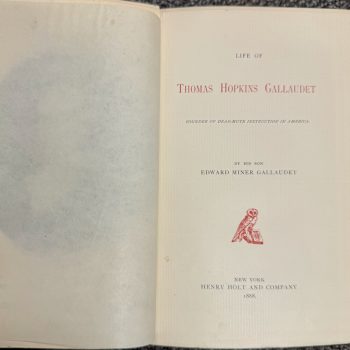 LIFE OF
THOMAS HOPKINS GALLAUDET
FOUNDER OF DEAF-MUTE INSTRUCTION IN AMERICA
BY HIS SON
EDWARD MINER GALLAUDET
NEW YORK
HENRY HOLT AND COMPANY
1888.